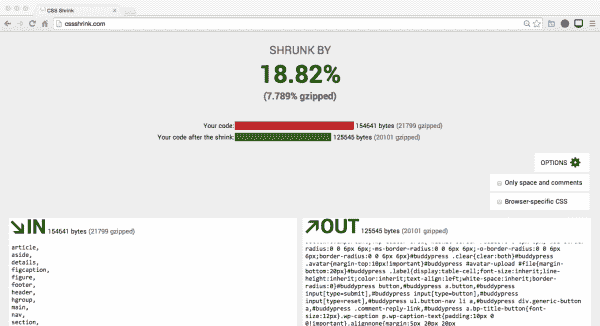 CSS Shrink
cssshrink.com
SHRUNK BY
18.82%
(7.789% gzipped)
Your code: 154641 bytes (21799 gzipped)
Your code after the shrink: 125545 bytes (20101 gzipped)
OPTIONS
Only space and comments
Browser-specific CSS
IN 154641 bytes (21799 gzipped)
article,
aside,
details,
figcaption,
figure,
footer,
header,
hgroup,
main,
nav,
section,
OUT 125545 bytes (20101 gzipped)
radius:0 0 6px 6px;-ms-border-radius:0 0 6px 6px;-o-border-radius:0 0
6px 6px;border-radius:0 0 6px 6px}#buddypress .clear{clear:both}#buddypress
.avatar{margin-top:10px!important}#buddypress #avatar-upload #file{margin-
bottom:20px}#buddypress .label{display:table-cell;font-size:inherit;line-
height:inherit;color:inherit;text-align:left;white-space:inherit;border-
radius:0}#buddypress button,#buddypress a.button,#buddypress
input[type=submit],#buddypress input[type=button],#buddypress
input[type=reset],#buddypress ul.button-nav li a,#buddypress div.generic-button
a,#buddypress .comment-reply-link,#buddypress a.bp-title-button{font-
size:12px}.wp-caption p.wp-caption-text{padding:10px 0
0!important}.alignnone{margin:5px 20px 20px